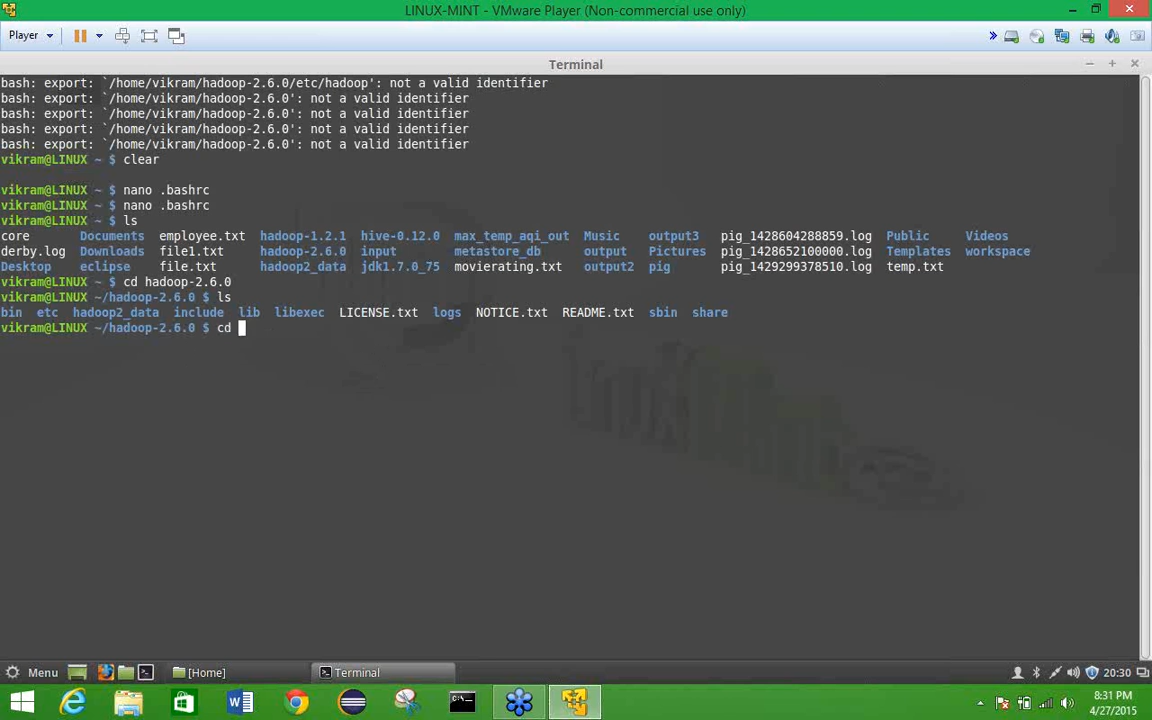 LINUX-MINT - VMware Player (Non-commercial use only)
Player
Terminal
bash: export: `/home/vikram/hadoop-2.6.0/etc/hadoop': not a valid identifier
bash: export: `/home/vikram/hadoop-2.6.0': not a valid identifier
bash: export: `/home/vikram/hadoop-2.6.0': not a valid identifier
bash: export: `/home/vikram/hadoop-2.6.0': not a valid identifier
bash: export: `/home/vikram/hadoop-2.6.0': not a valid identifier
vikram@LINUX ~ $ clear
vikram@LINUX ~ $ nano .bashrc
vikram@LINUX ~ $ nano .bashrc
vikram@LINUX ~ $ ls
core Documents employee.txt hadoop-1.2.1 hive-0.12.0 max_temp_aqi_out Music output3 pig_1428604288859.log Public Videos
derby.log Downloads file1.txt hadoop-2.6.0 input metastore_db output Pictures pig_1428652100000.log Templates workspace
Desktop eclipse file.txt hadoop2_data jdk1.7.0_75 movierating.txt output2 pig pig_1429299378510.log temp.txt
vikram@LINUX ~ $ cd hadoop-2.6.0
vikram@LINUX ~/hadoop-2.6.0 $ ls
bin etc hadoop2_data include lib libexec LICENSE.txt logs NOTICE.txt README.txt sbin share
vikram@LINUX ~/hadoop-2.6.0 $ cd
Menu [Home] Terminal 20:30
8:31 PM
4/27/2015